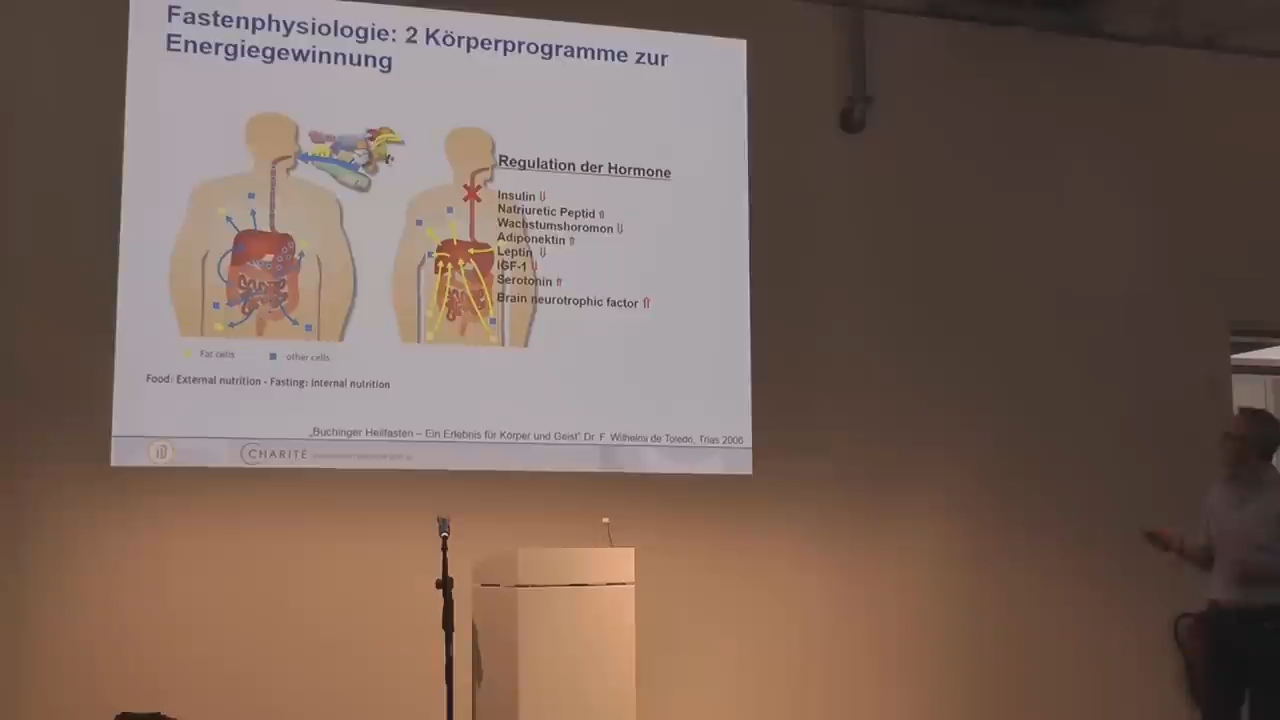 Fastenphysiologie: 2 Körperprogramme zur
Energiegewinnung
Regulation der Hormone
Insulin ⇓
Natriuretic Peptid ⇑
Wachstumshoromon ⇓
Adiponektin ⇑
Leptin ⇓
IGF-1 ⇓
Serotonin ⇑
Brain neurotrophic factor ⇑
Fat cells
other cells
Food: External nutrition - Fasting: Internal nutrition
„Buchinger Heilfasten – Ein Erlebnis für Körper und Geist" Dr. F. Wilhelmi de Toledo, Trias 2006
CHARITÉ